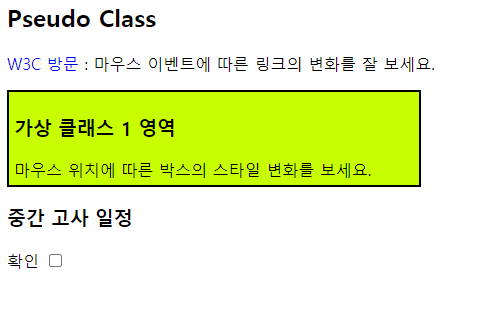 Pseudo Class
W3C 방문 : 마우스 이벤트에 따른 링크의 변화를 잘 보세요.
가상 클래스 1 영역
마우스 위치에 따른 박스의 스타일 변화를 보세요.
중간 고사 일정
확인